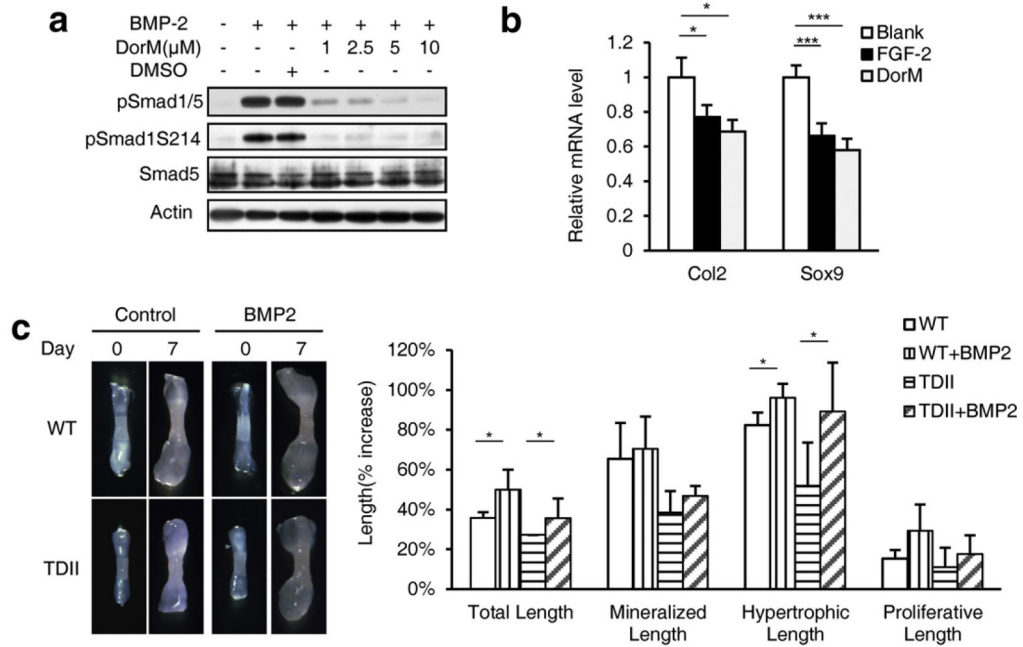 a
BMP-2 - + + + + + +
DorM(μM) - - - 1 2.5 5 10
DMSO - - + - - - -
pSmad1/5
pSmad1S214
Smad5
Actin
b
Relative mRNA level
1.2
1
0.8
0.6
0.4
0.2
0
*
*
***
***
Col2
Sox9
Blank
FGF-2
DorM
c
Control BMP2
Day 0 7 0 7
WT
TDII
Length(% increase)
120%
100%
80%
60%
40%
20%
0%
*
*
*
*
Total Length
Mineralized
Length
Hypertrophic
Length
Proliferative
Length
WT
WT+BMP2
TDII
TDII+BMP2